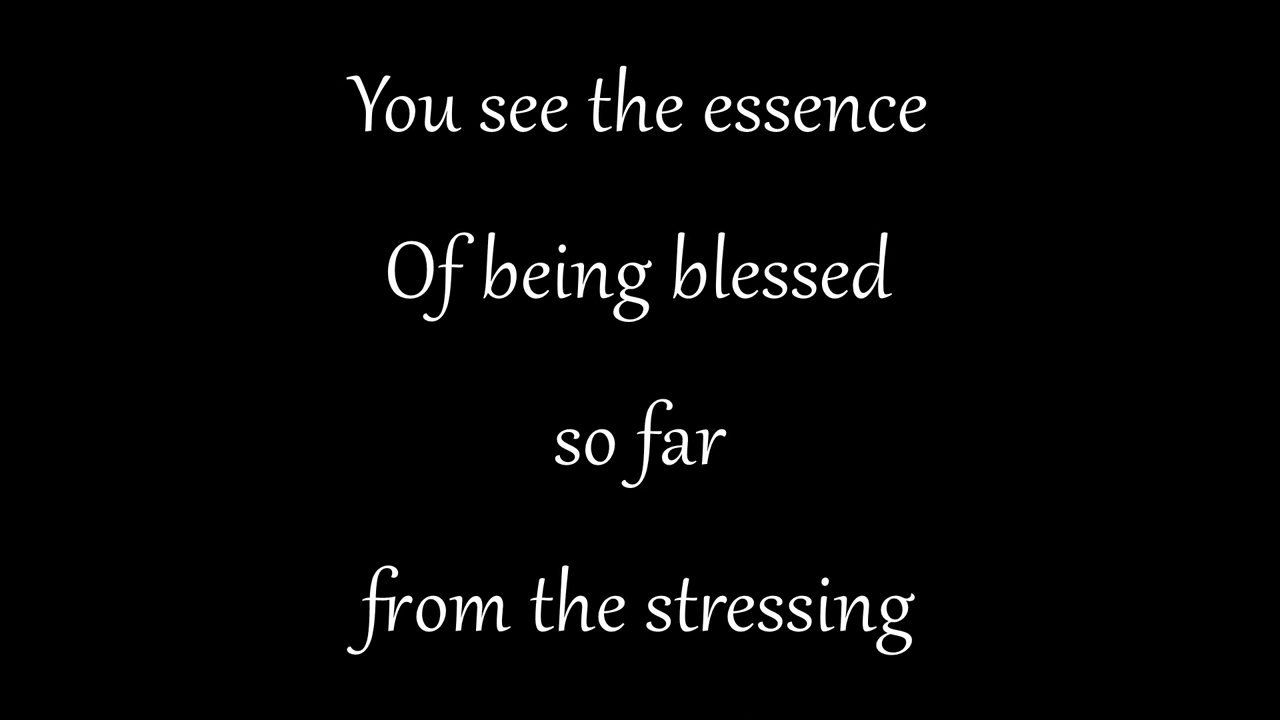 You see the essence
Of being blessed
so far
from the stressing